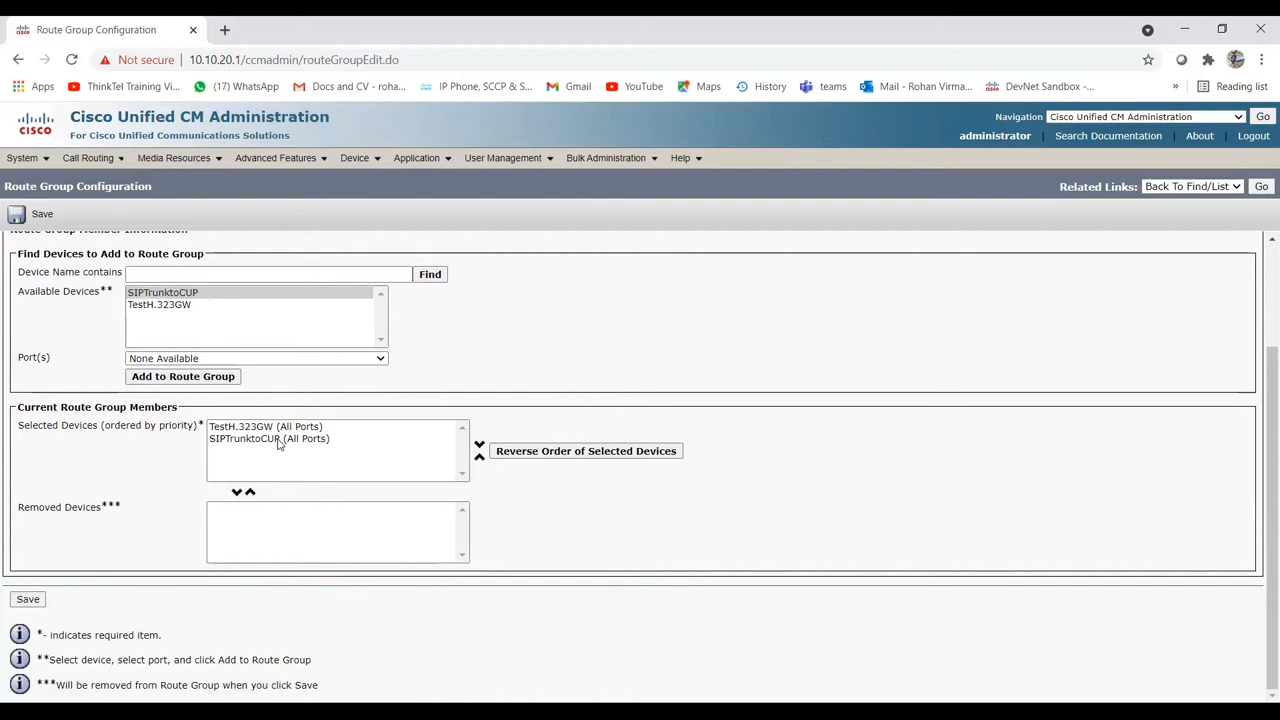 Route Group Configuration
Not secure 10.10.20.1/ccmadmin/routeGroupEdit.do
Apps ThinkTel Training Vi... (17) WhatsApp Docs and CV - roha... IP Phone, SCCP & S... Gmail YouTube Maps History teams Mail - Rohan Virma... DevNet Sandbox -... » Reading list
CISCO
Cisco Unified CM Administration
For Cisco Unified Communications Solutions
Navigation Cisco Unified CM Administration Go
administrator Search Documentation About Logout
System Call Routing Media Resources Advanced Features Device Application User Management Bulk Administration Help
Route Group Configuration
Related Links: Back To Find/List Go
Save
Route Group Member Information
Find Devices to Add to Route Group
Device Name contains Find
Available Devices** SIPTrunktoCUP
TestH.323GW
Port(s) None Available
Add to Route Group
Current Route Group Members
Selected Devices (ordered by priority)* TestH.323GW (All Ports)
SIPTrunktoCUP (All Ports)
Reverse Order of Selected Devices
Removed Devices***
Save
*- indicates required item.
**Select device, select port, and click Add to Route Group
***Will be removed from Route Group when you click Save